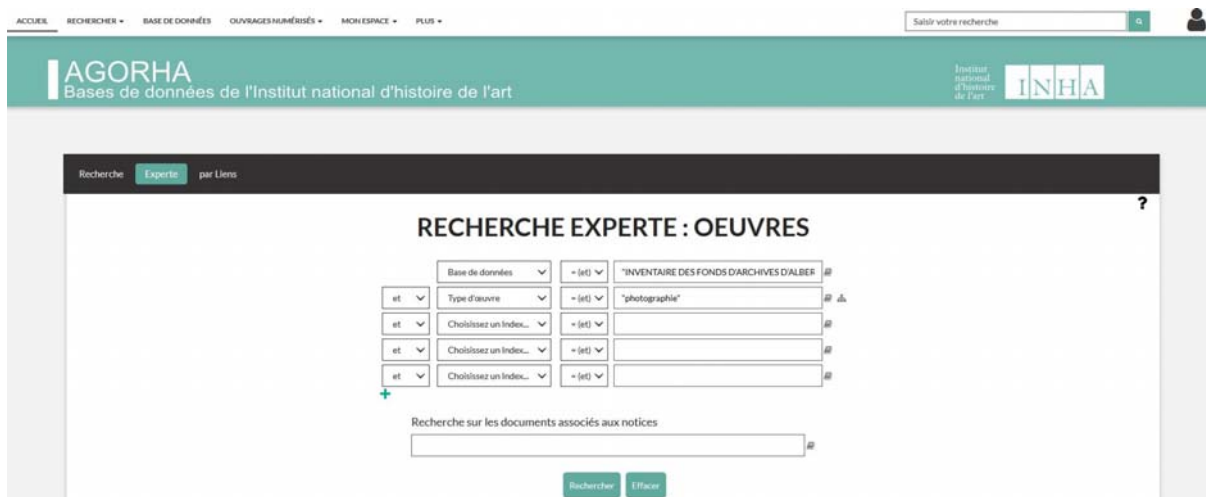 ACCUEIL RECHERCHER BASE DE DONNÉES OUVRAGES NUMÉRISÉS MON ESPACE PLUS Saisir votre recherche
AGORHA
Bases de données de l'Institut national d'histoire de l'art
Institut
national
d'histoire
de l'art
INHA
Recherche Experte par Liens
?
RECHERCHE EXPERTE : OEUVRES
Base de données = (et) "INVENTAIRE DES FONDS D'ARCHIVES D'ALBER
et Type d'œuvre = (et) "photographie"
et Choisissez un Index... = (et)
et Choisissez un Index... = (et)
et Choisissez un Index... = (et)
+
Recherche sur les documents associés aux notices
Rechercher Effacer